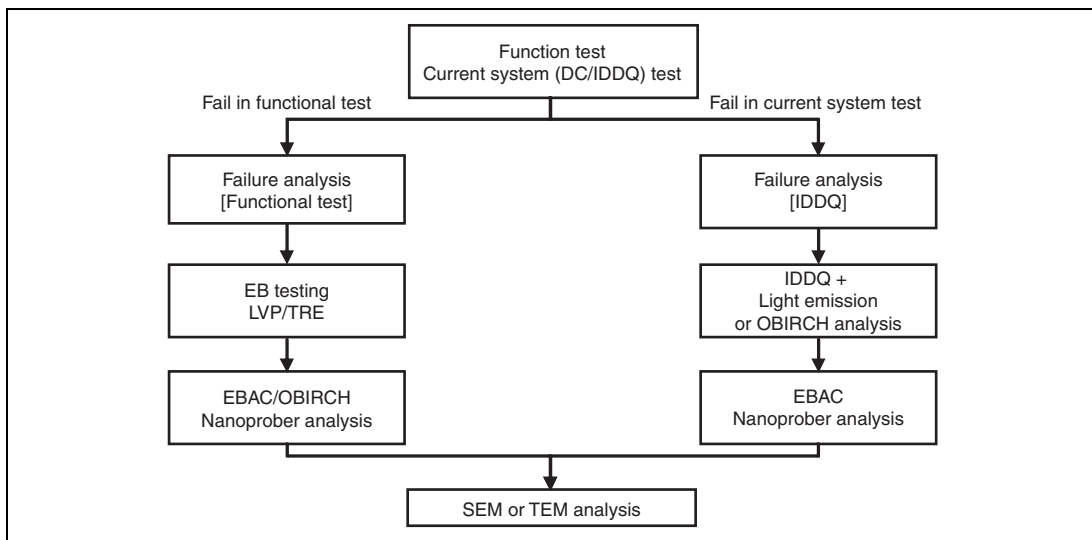 Function test
Current system (DC/IDDQ) test
Fail in functional test
Fail in current system test
Failure analysis
[Functional test]
Failure analysis
[IDDQ]
EB testing
LVP/TRE
IDDQ +
Light emission
or OBIRCH analysis
EBAC/OBIRCH
Nanoprober analysis
EBAC
Nanoprober analysis
SEM or TEM analysis